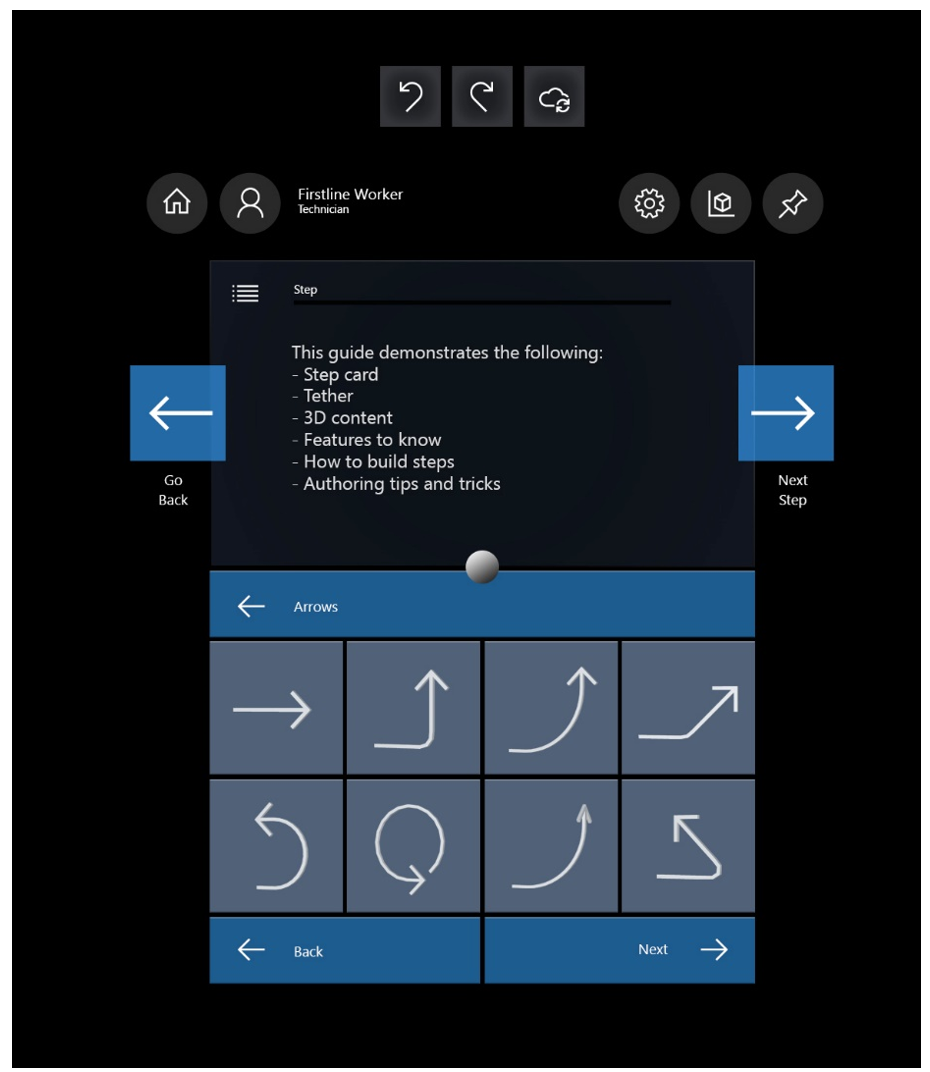 Firstline Worker
Technician
Step
This guide demonstrates the following:
- Step card
- Tether
- 3D content
- Features to know
- How to build steps
- Authoring tips and tricks
Go
Back
Next
Step
Arrows
Back
Next